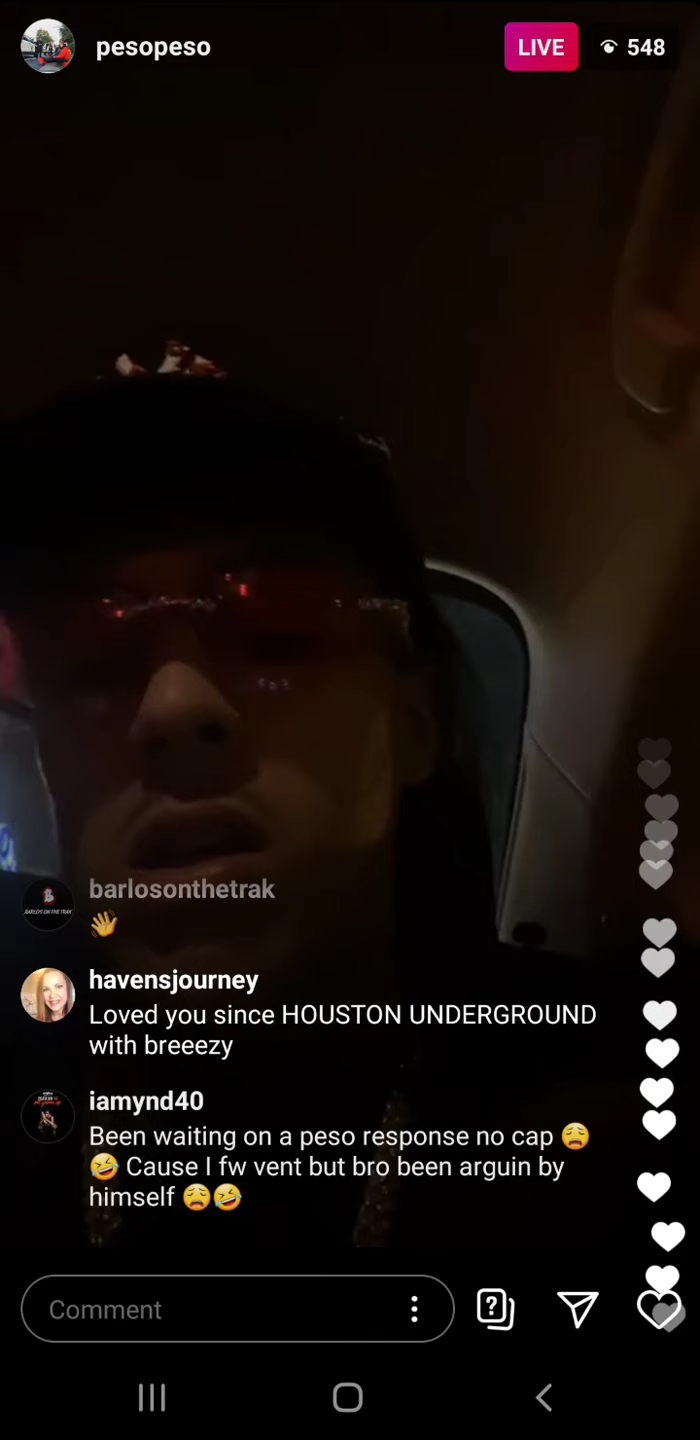 pesopeso
LIVE
548
barlosonthetrak
👋
havensjourney
Loved you since HOUSTON UNDERGROUND
with breeezy
iamynd40
Been waiting on a peso response no cap 😩
🤣 Cause I fw vent but bro been arguin by
himself 😩🤣
Comment